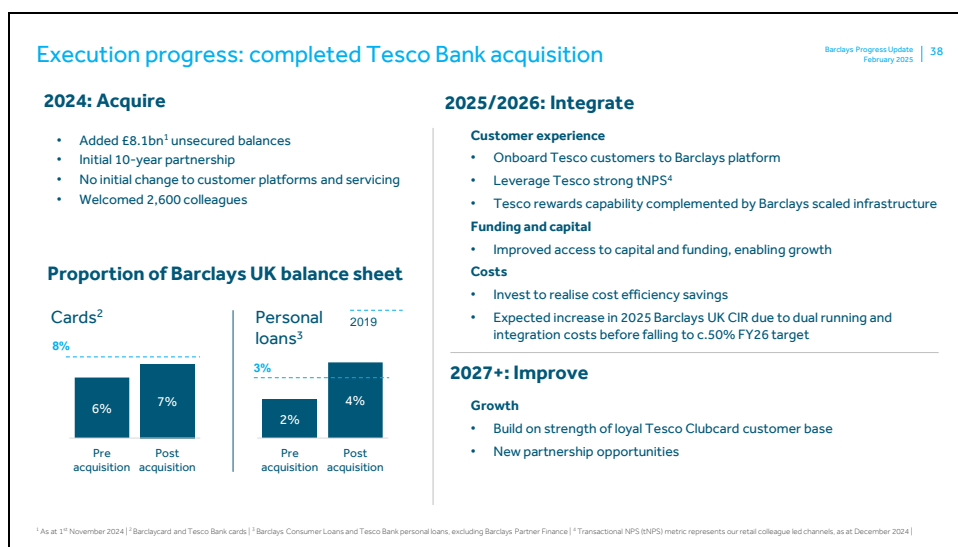 Execution progress: completed Tesco Bank acquisition
Barclays Progress Update
February 2025
38
2024: Acquire
• Added £8.1bn¹ unsecured balances
• Initial 10-year partnership
• No initial change to customer platforms and servicing
• Welcomed 2,600 colleagues
Proportion of Barclays UK balance sheet
Cards²
8%
6%
7%
Pre
acquisition
Post
acquisition
Personal
loans³
2019
3%
2%
4%
Pre
acquisition
Post
acquisition
2025/2026: Integrate
Customer experience
• Onboard Tesco customers to Barclays platform
• Leverage Tesco strong tNPS⁴
• Tesco rewards capability complemented by Barclays scaled infrastructure
Funding and capital
• Improved access to capital and funding, enabling growth
Costs
• Invest to realise cost efficiency savings
• Expected increase in 2025 Barclays UK CIR due to dual running and
integration costs before falling to c.50% FY26 target
2027+: Improve
Growth
• Build on strength of loyal Tesco Clubcard customer base
• New partnership opportunities
¹ As at 1st November 2024 | ² Barclaycard and Tesco Bank cards | ³ Barclays Consumer Loans and Tesco Bank personal loans, excluding Barclays Partner Finance | ⁴ Transactional NPS (tNPS) metric represents our retail colleague led channels, as at December 2024 |